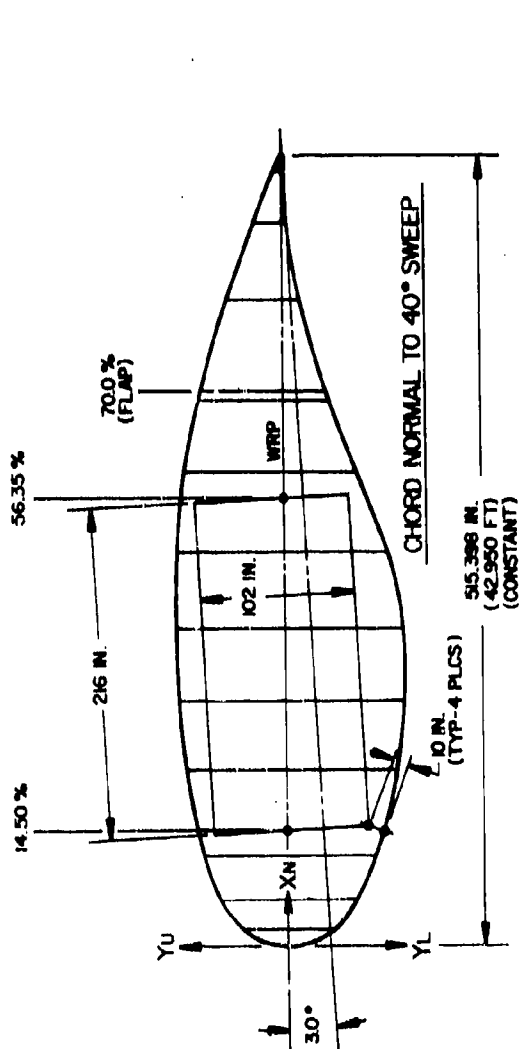 14.50 %
56.35 %
216 IN.
70.0 %
(FLAP)
102 IN.
WRP
YU
XN
YL
3.0°
10 IN.
(TYP-4 PLCS)
CHORD NORMAL TO 40° SWEEP
515.398 IN.
(42.950 FT)
(CONSTANT)